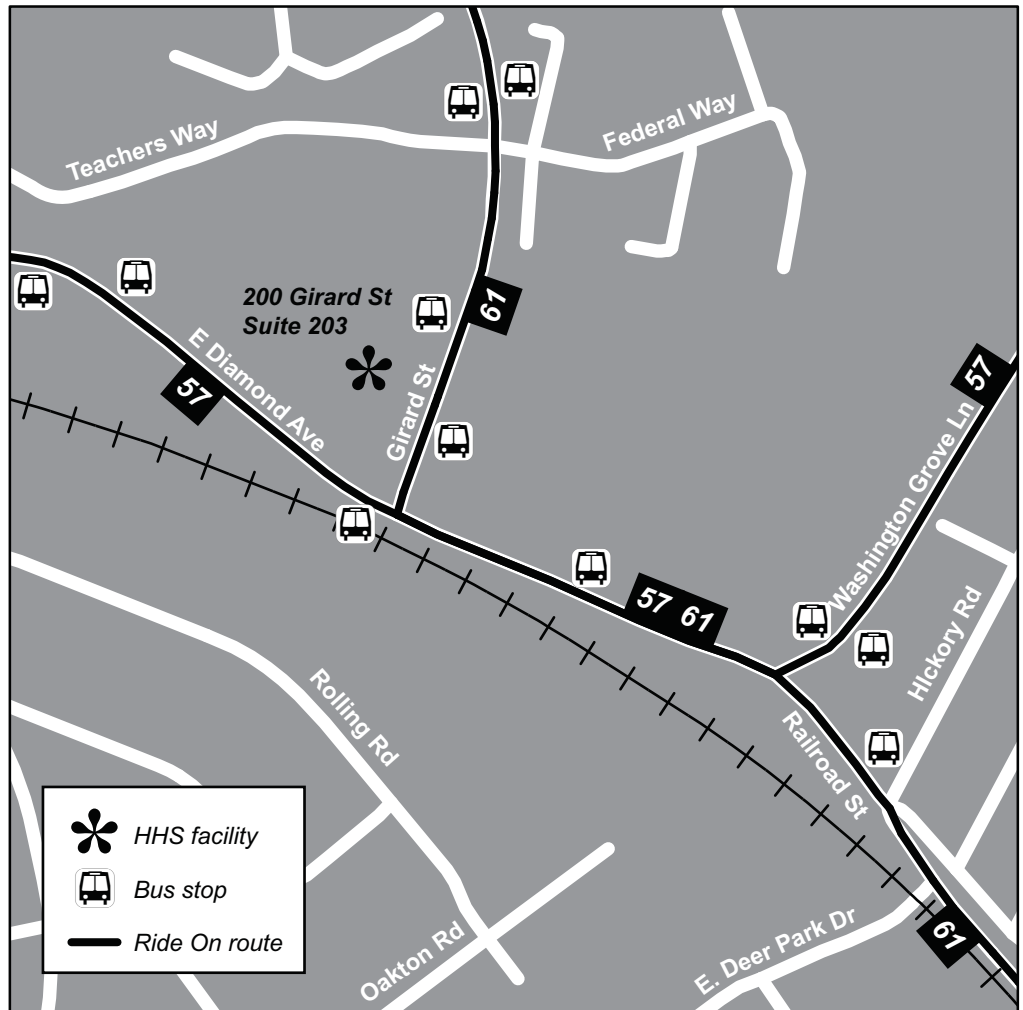 Teachers Way
Federal Way
200 Girard St
Suite 203
61
E Diamond Ave
57
Girard St
57
Washington Grove Ln
57 61
HIckory Rd
Rolling Rd
Railroad St
HHS facility
Bus stop
Ride On route
Oakton Rd
E. Deer Park Dr
61